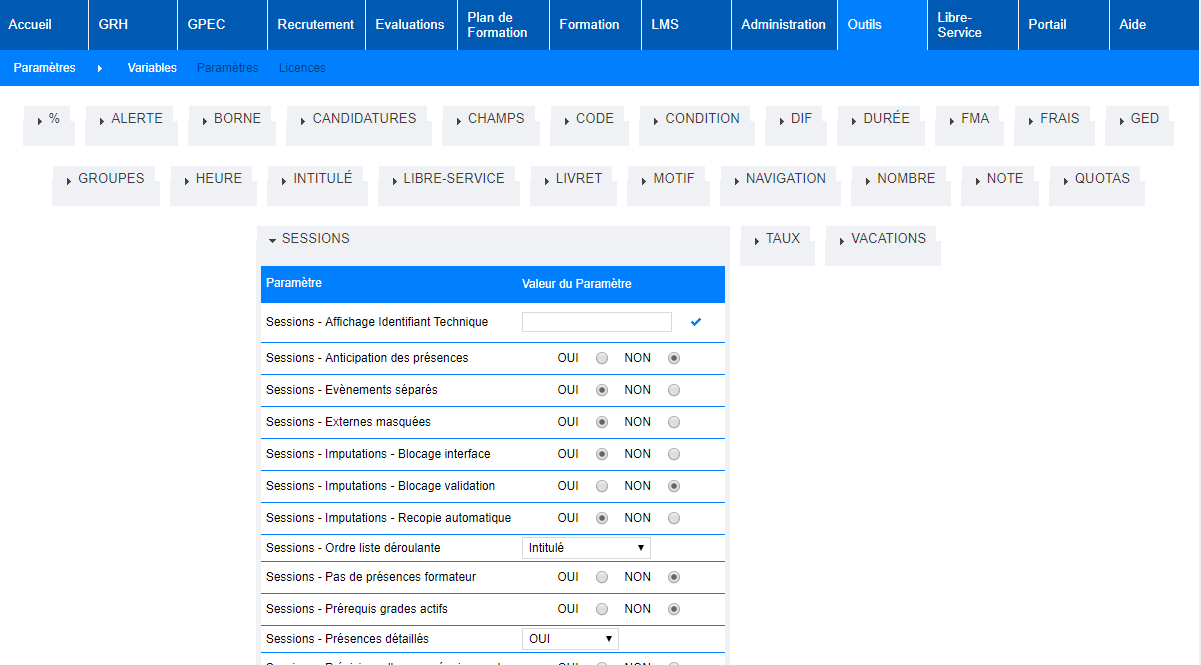 Accueil GRH GPEC Recrutement Evaluations Plan de Formation Formation LMS Administration Outils Libre-Service Portail Aide
Paramètres Variables Paramètres Licences
% ALERTE BORNE CANDIDATURES CHAMPS CODE CONDITION DIF DURÉE FMA FRAIS GED
GROUPES HEURE INTITULÉ LIBRE-SERVICE LIVRET MOTIF NAVIGATION NOMBRE NOTE QUOTAS
SESSIONS TAUX VACATIONS
Paramètre Valeur du Paramètre
Sessions - Affichage Identifiant Technique
Sessions - Anticipation des présences OUI NON
Sessions - Evènements séparés OUI NON
Sessions - Externes masquées OUI NON
Sessions - Imputations - Blocage interface OUI NON
Sessions - Imputations - Blocage validation OUI NON
Sessions - Imputations - Recopie automatique OUI NON
Sessions - Ordre liste déroulante Intitulé
Sessions - Pas de présences formateur OUI NON
Sessions - Prérequis grades actifs OUI NON
Sessions - Présences détaillés OUI